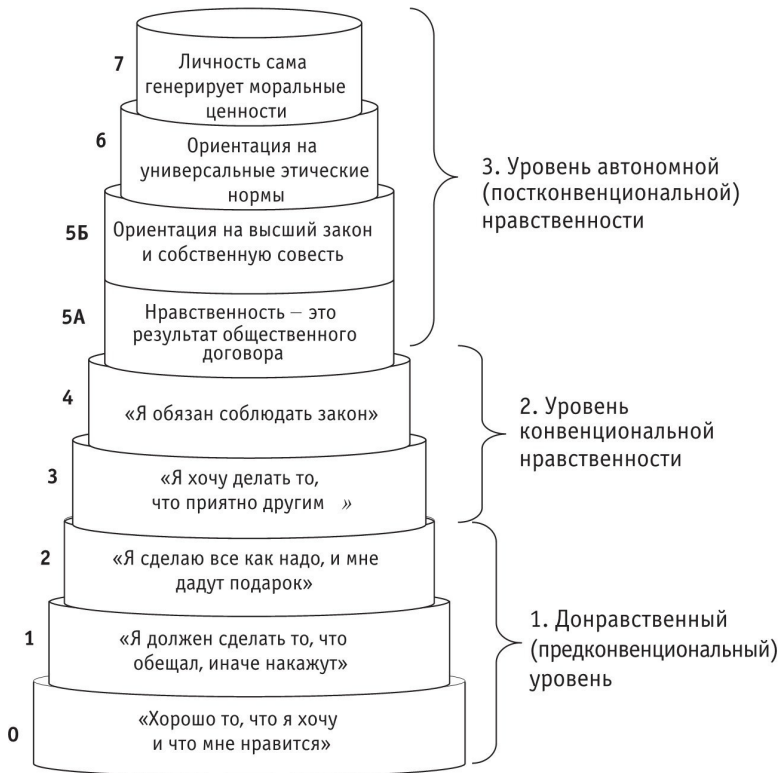 7
Личность сама
генерирует моральные
ценности
6
Ориентация на
универсальные этические
нормы
5Б
Ориентация на высший закон
и собственную совесть
5А
Нравственность – это
результат общественного
договора
3. Уровень автономной
(постконвенциональной)
нравственности
4
«Я обязан соблюдать закон»
3
«Я хочу делать то,
что приятно другим »
2. Уровень
конвенциональной
нравственности
2
«Я сделаю все как надо, и мне
дадут подарок»
1
«Я должен сделать то, что
обещал, иначе накажут»
0
«Хорошо то, что я хочу
и что мне нравится»
1. Донравственный
(предконвенциональный)
уровень